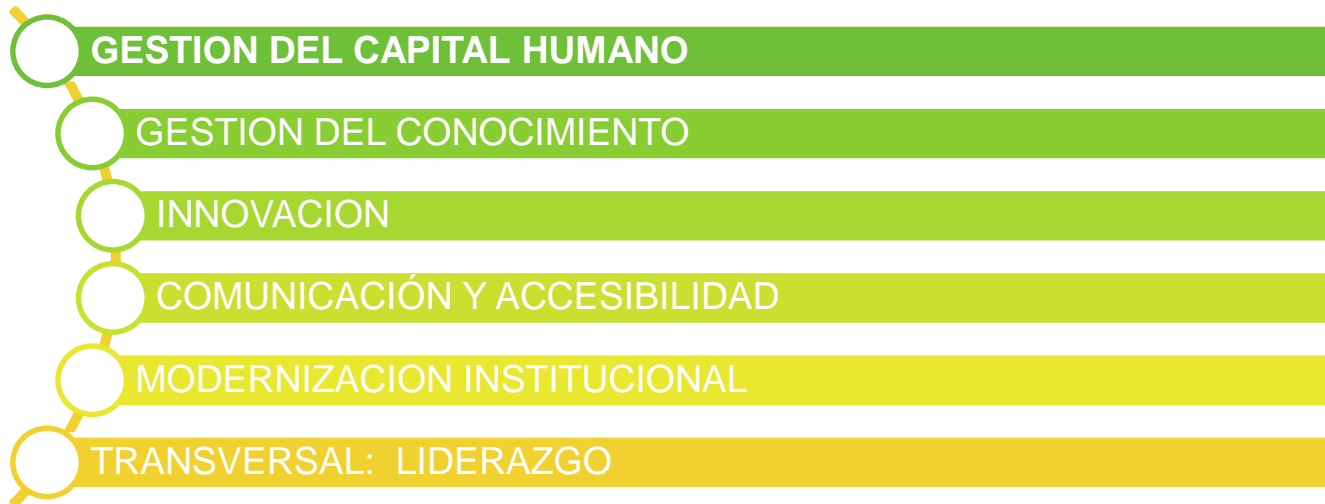 GESTION DEL CAPITAL HUMANO
GESTION DEL CONOCIMIENTO
INNOVACION
COMUNICACIÓN Y ACCESIBILIDAD
MODERNIZACION INSTITUCIONAL
TRANSVERSAL: LIDERAZGO